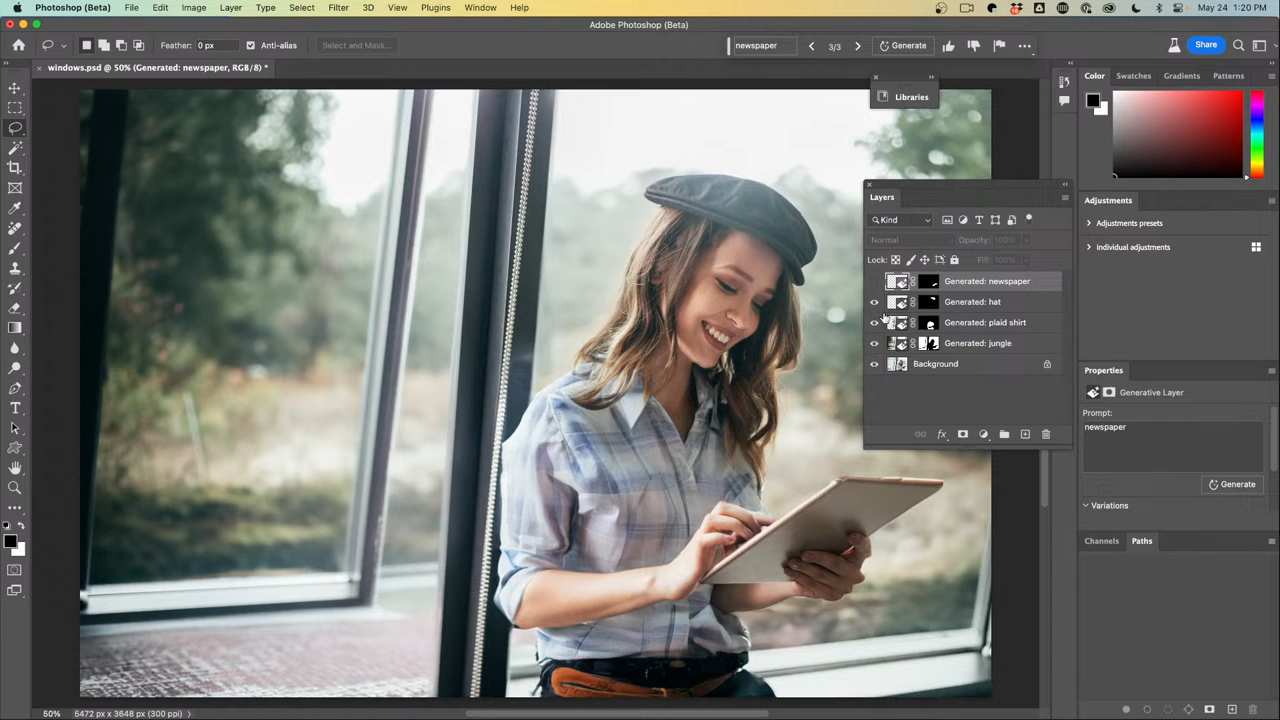 Photoshop (Beta) File Edit Image Layer Type Select Filter 3D View Plugins Window Help May 24 1:20 PM
Adobe Photoshop (Beta)
Feather: 0 px Anti-alias Select and Mask... newspaper 3/3 Generate Share
windows.psd @ 50% (Generated: newspaper, RGB/8) *
Color Swatches Gradients Patterns
Libraries
Layers
Kind
Normal Opacity: 100%
Lock: Fill: 100%
Generated: newspaper
Generated: hat
Generated: plaid shirt
Generated: jungle
Background
fx
Adjustments
Adjustments presets
Individual adjustments
Properties
Generative Layer
Prompt:
newspaper
Generate
Variations
Channels Paths
50% 5472 px x 3648 px (300 ppi)